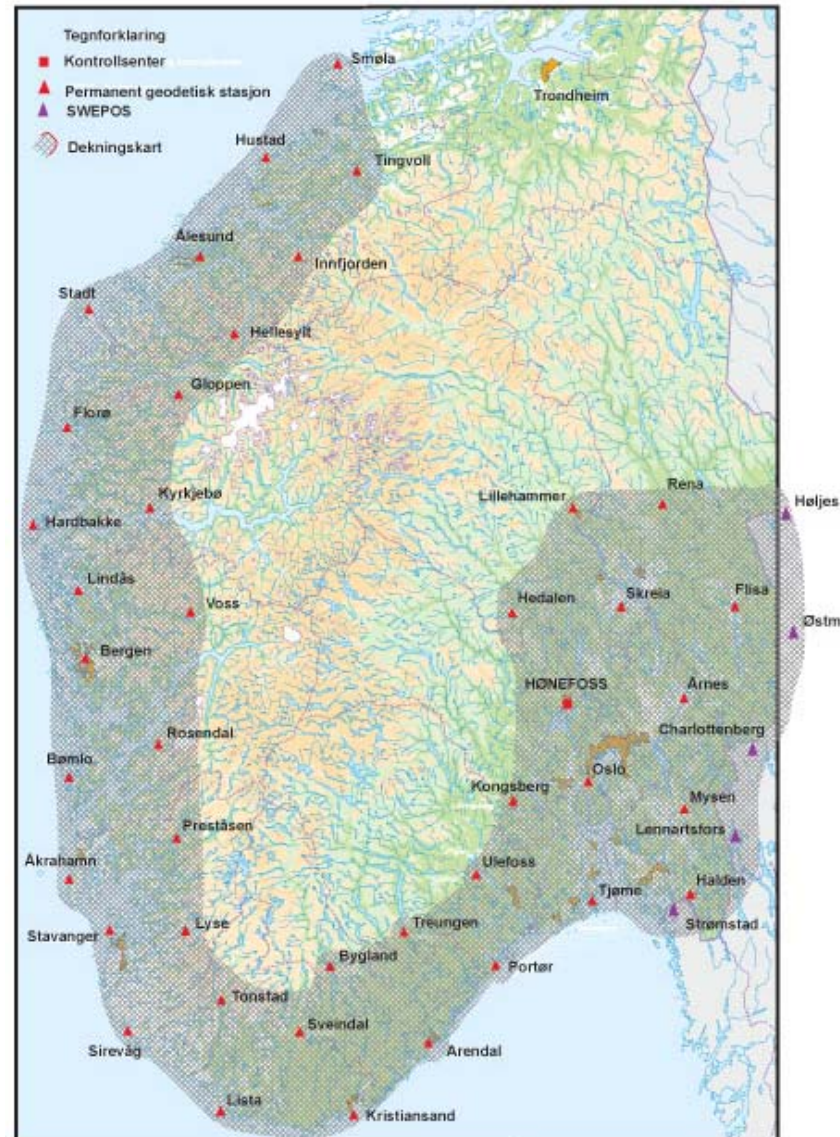 Tegnforklaring
Kontrollsenter
Permanent geodetisk stasjon
SWEPOS
Dekningskart
Smøla
Trondheim
Hustad
Tingvoll
Ålesund
Innfjorden
Stadt
Hellesylt
Gloppen
Florø
Kyrkjebø
Lillehammer
Rena
Høljes
Hardbakke
Lindås
Voss
Hedalen
Skreia
Flisa
Østm
Bergen
HØNEFOSS
Årnes
Charlottenberg
Rosendal
Bømlo
Oslo
Kongsberg
Mysen
Preståsen
Lennartsfors
Åkrahamn
Ulefoss
Tjøme
Halden
Stavanger
Lyse
Treungen
Strømstad
Bygland
Portør
Tonstad
Sveindal
Sirevåg
Arendal
Lista
Kristiansand